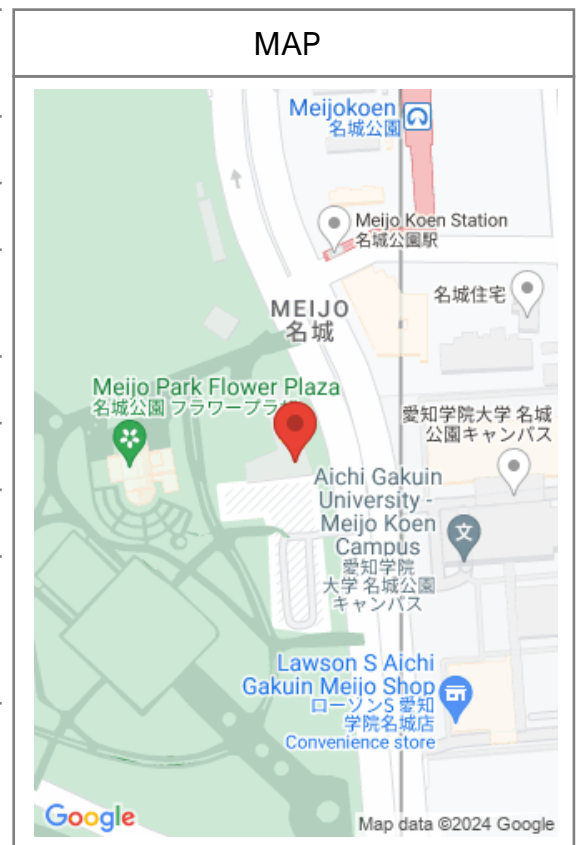 MAP
Meijokoen
名城公園
Meijo Koen Station
名城公園駅
名城住宅
MEIJO
名城
Meijo Park Flower Plaza
名城公園 フラワープラ
愛知学院大学 名城
公園キャンパス
Aichi Gakuin
University -
Meijo Koen
Campus
愛知学院
大学 名城公園
キャンパス
文
Lawson S Aichi
Gakuin Meijo Shop
ローソンS 愛知
学院名城店
Convenience store
Google
Map data ©2024 Google